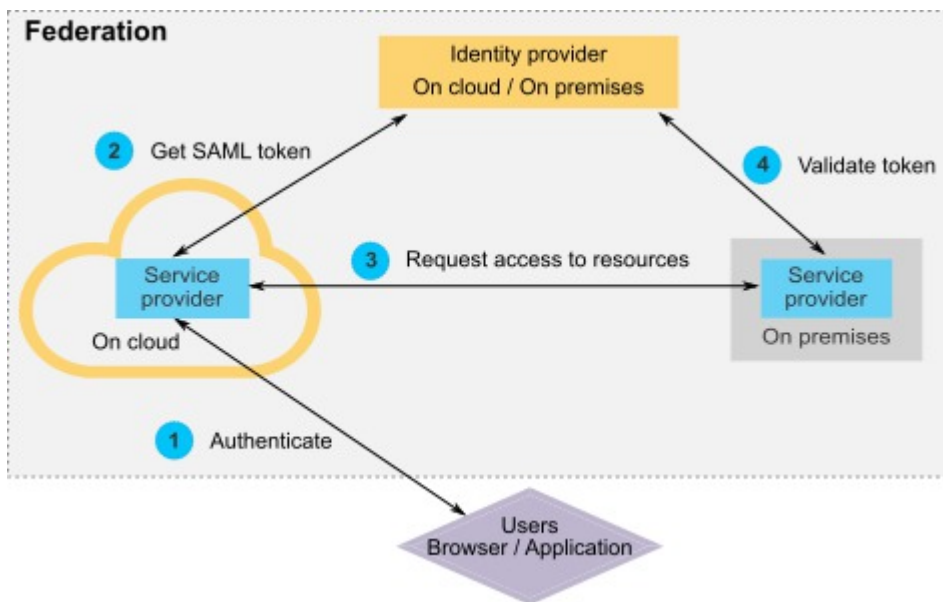 Federation
Identity provider
On cloud / On premises
2 Get SAML token
4 Validate token
3 Request access to resources
Service
provider
On cloud
Service
provider
On premises
1 Authenticate
Users
Browser / Application